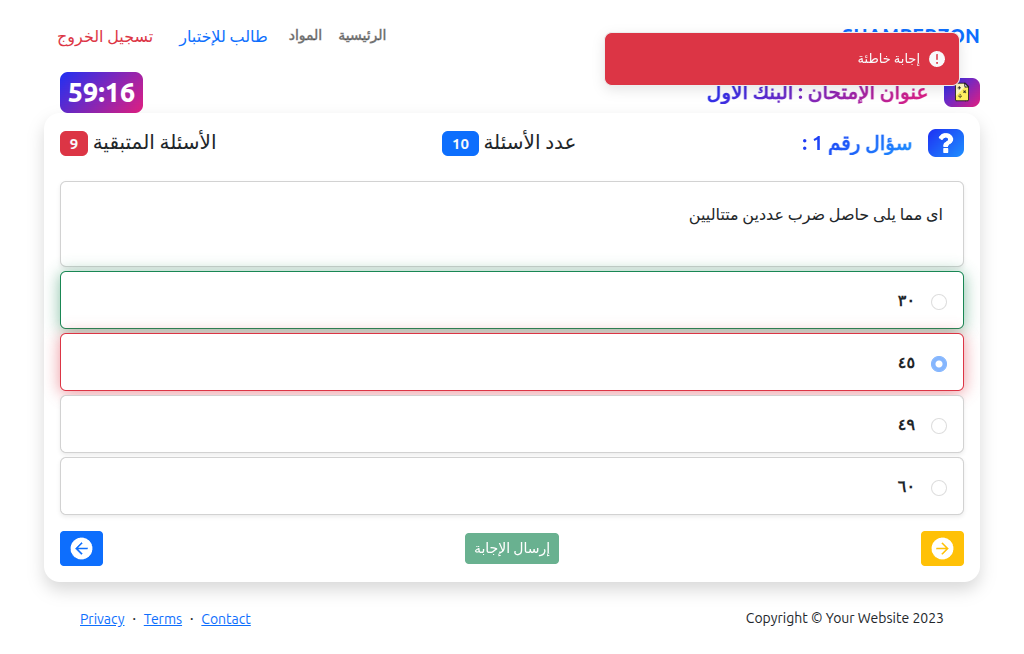 CHAMPERZON
الرئيسية
المواد
طالب للإختبار
تسجيل الخروج
إجابة خاطئة
عنوان الإمتحان : البنك الاول
59:16
سؤال رقم 1 :
عدد الأسئلة 10
الأسئلة المتبقية 9
اى مما يلى حاصل ضرب عددين متتاليين
٣٠
٤٥
٤٩
٦٠
إرسال الإجابة
Copyright © Your Website 2023
Privacy · Terms · Contact